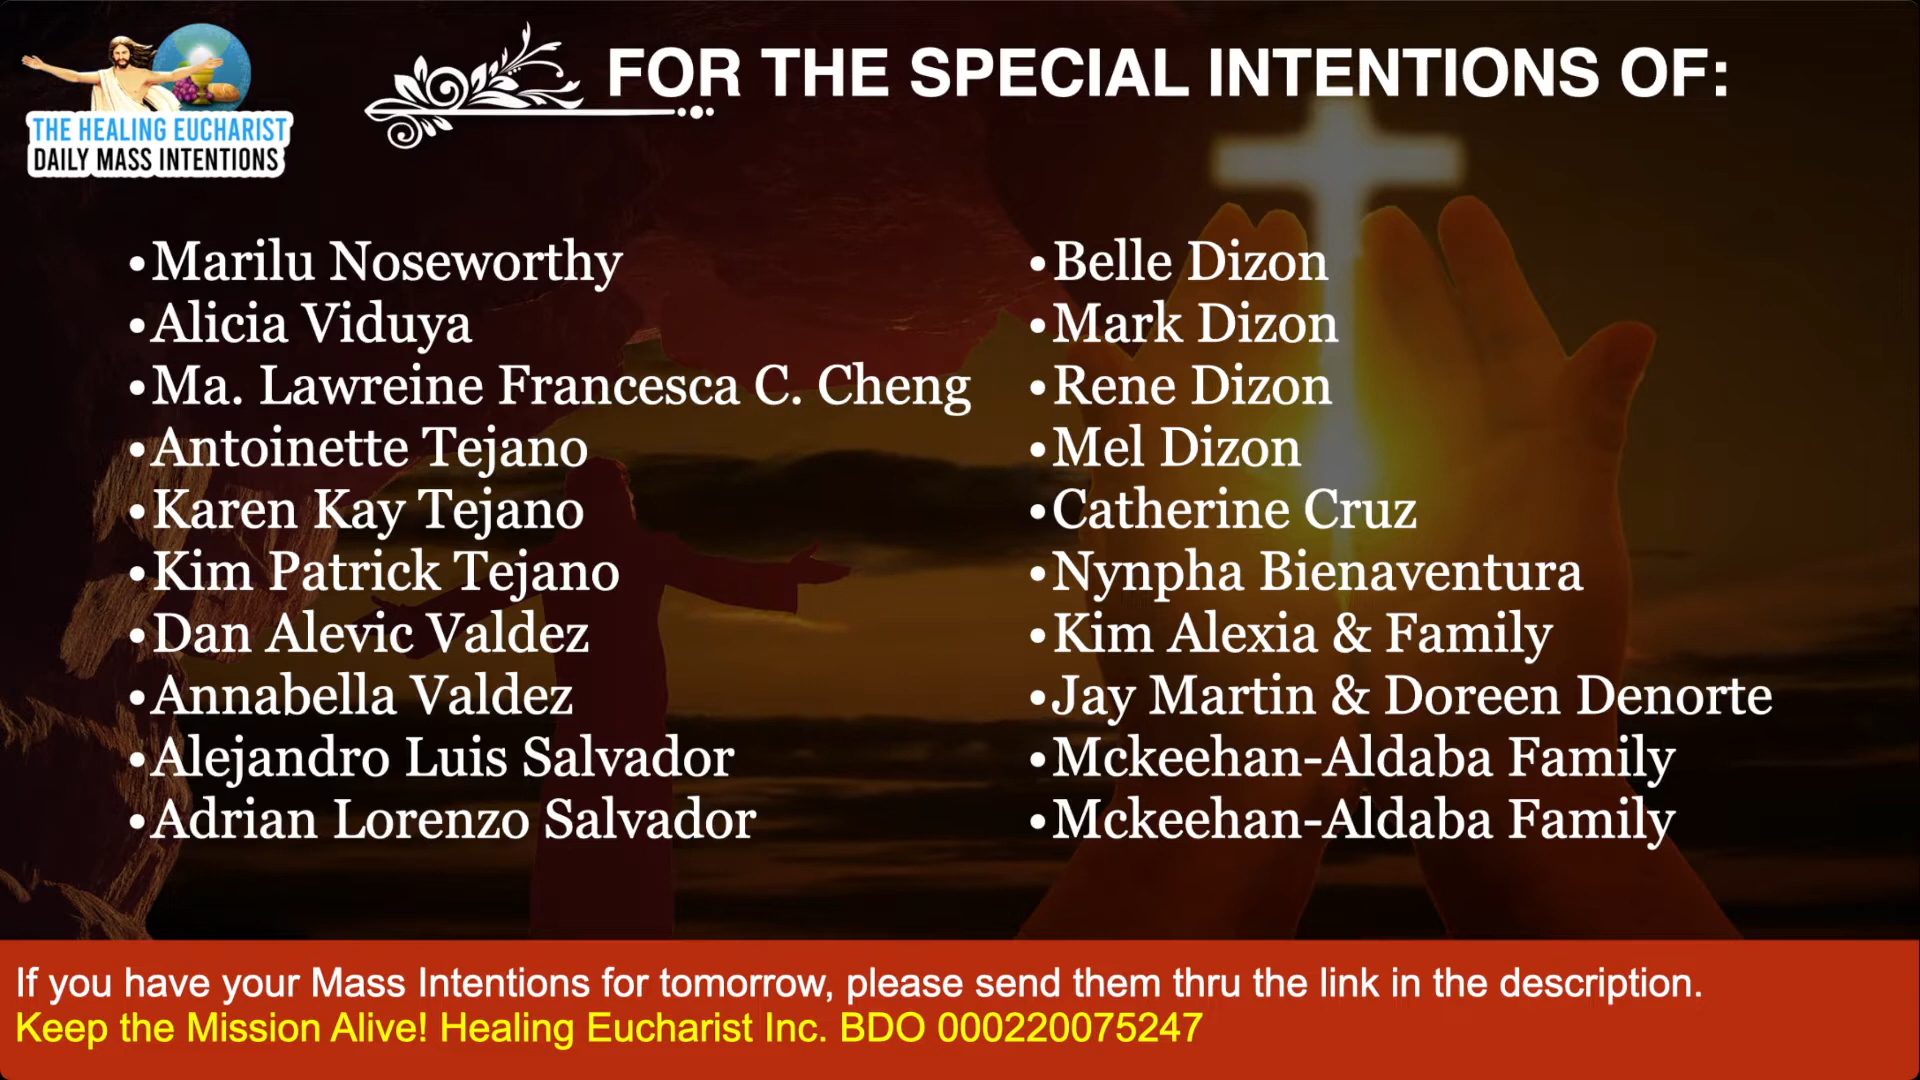 THE HEALING EUCHARIST
DAILY MASS INTENTIONS
FOR THE SPECIAL INTENTIONS OF:
•Marilu Noseworthy
•Alicia Viduya
•Ma. Lawreine Francesca C. Cheng
•Antoinette Tejano
•Karen Kay Tejano
•Kim Patrick Tejano
•Dan Alevic Valdez
•Annabella Valdez
•Alejandro Luis Salvador
•Adrian Lorenzo Salvador
•Belle Dizon
•Mark Dizon
•Rene Dizon
•Mel Dizon
•Catherine Cruz
•Nynpha Bienaventura
•Kim Alexia & Family
•Jay Martin & Doreen Denorte
•Mckeehan-Aldaba Family
•Mckeehan-Aldaba Family
If you have your Mass Intentions for tomorrow, please send them thru the link in the description.
Keep the Mission Alive! Healing Eucharist Inc. BDO 000220075247